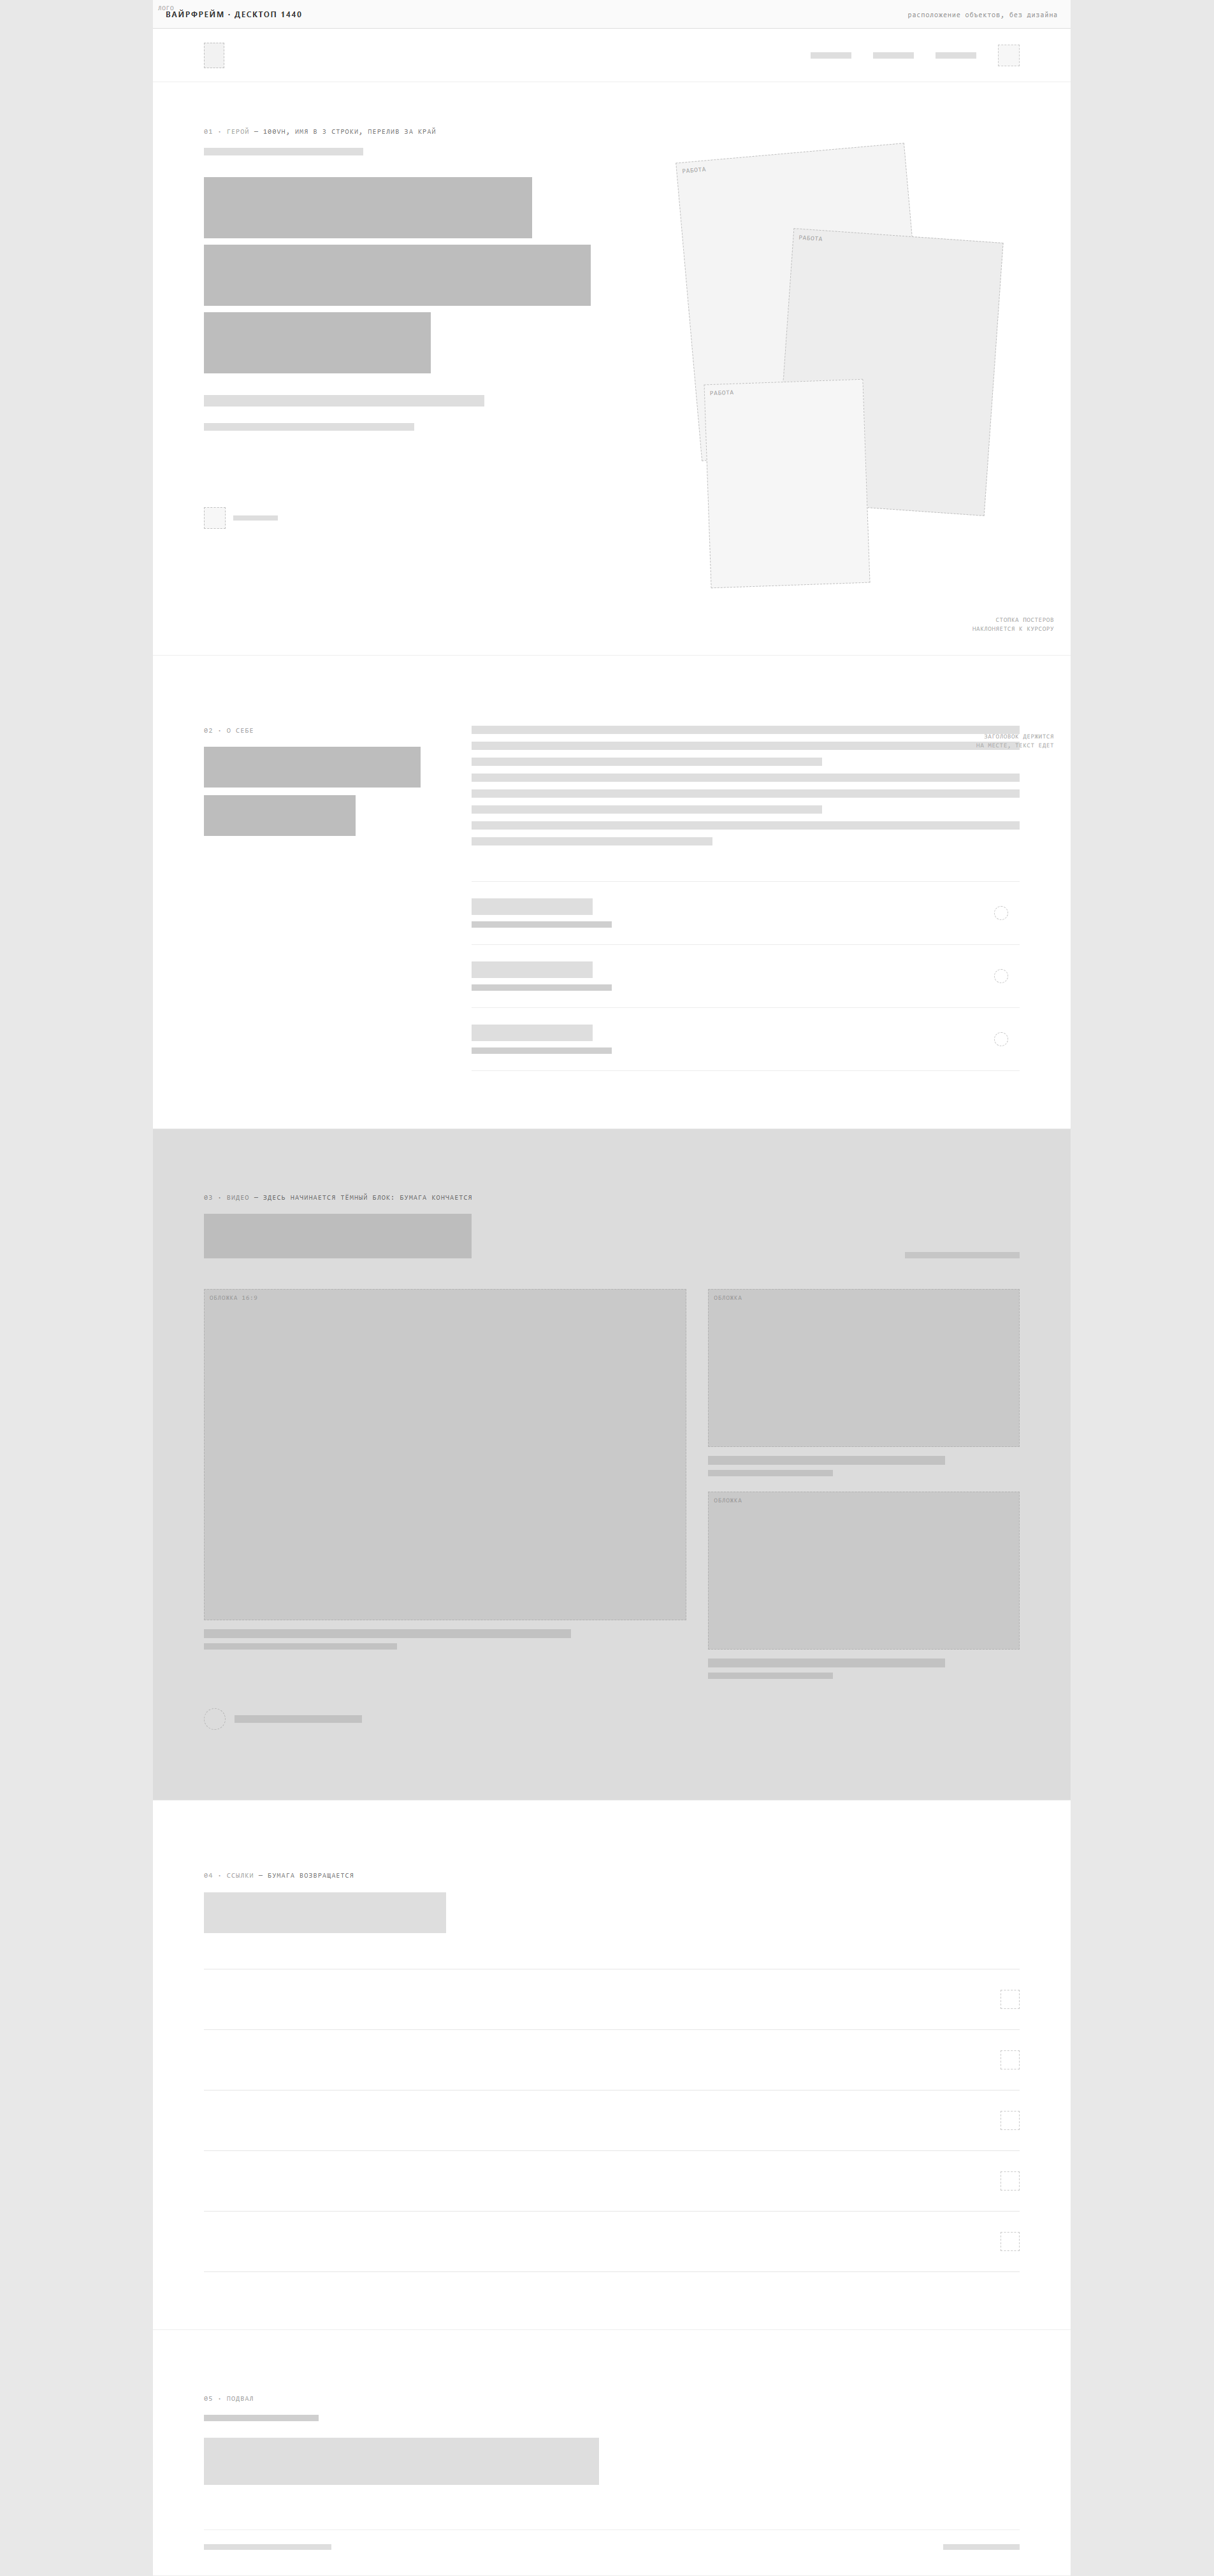 ЛОГО
ВАЙРФРЕЙМ · ДЕСКТОП 1440
расположение объектов, без дизайна
01 · ГЕРОЙ — 100VH, ИМЯ В 3 СТРОКИ, ПЕРЕЛИВ ЗА КРАЙ
РАБОТА
РАБОТА
РАБОТА
СТОПКА ПОСТЕРОВ
НАКЛОНЯЕТСЯ К КУРСОРУ
02 · О СЕБЕ
ЗАГОЛОВОК ДЕРЖИТСЯ
НА МЕСТЕ, ТЕКСТ ЕДЕТ
03 · ВИДЕО — ЗДЕСЬ НАЧИНАЕТСЯ ТЁМНЫЙ БЛОК: БУМАГА КОНЧАЕТСЯ
ОБЛОЖКА 16:9
ОБЛОЖКА
ОБЛОЖКА
04 · ССЫЛКИ — БУМАГА ВОЗВРАЩАЕТСЯ
05 · ПОДВАЛ